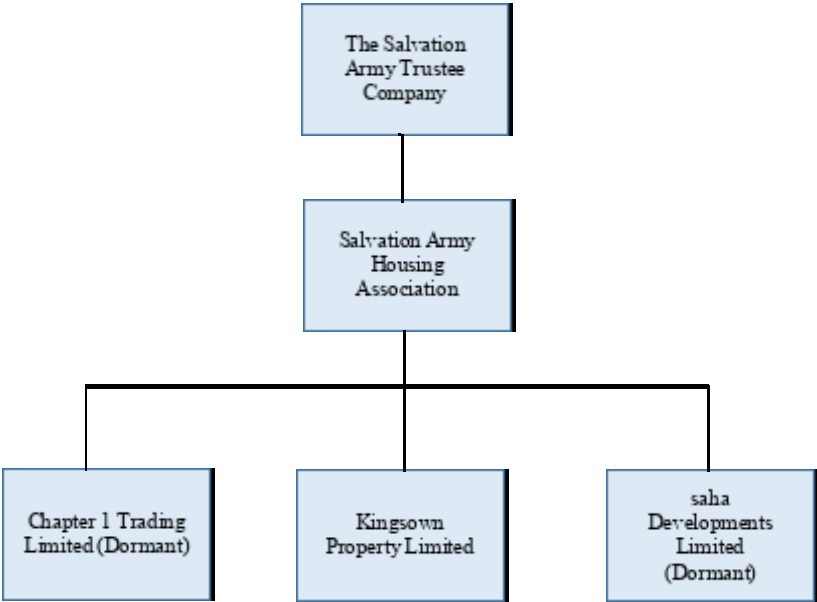 The Salvation
Army Trustee
Company
Salvation Army
Housing
Association
Chapter 1 Trading
Limited (Dormant)
Kingsown
Property Limited
saha
Developments
Limited
(Dormant)